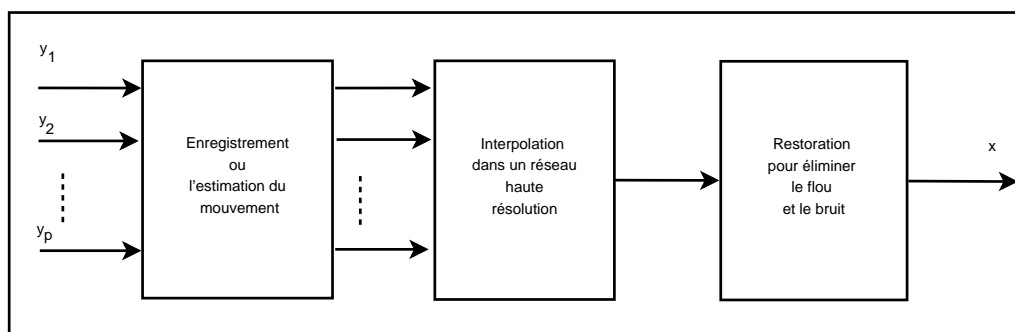 y1
y2
yp
Enregistrement
ou
l'estimation du
mouvement
Interpolation
dans un réseau
haute
résolution
Restoration
pour éliminer
le flou
et le bruit
x